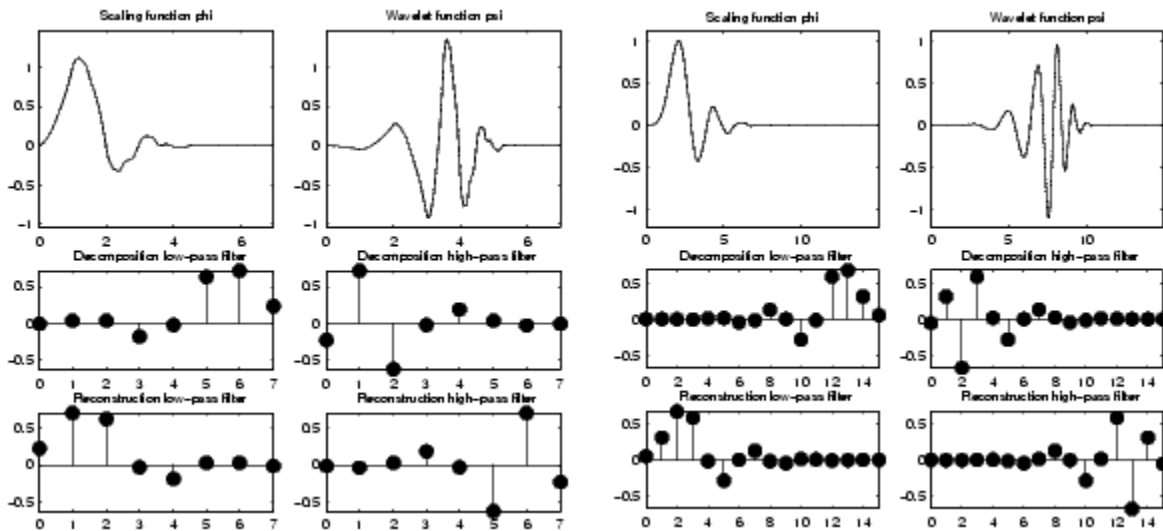 Scaling function phi
Wavelet function psi
Scaling function phi
Wavelet function psi
1
0.5
0
-0.5
-1
0 2 4 6
1
0.5
0
-0.5
-1
0 2 4 6
1
0.5
0
-0.5
-1
0 5 10
1
0.5
0
-0.5
-1
0 5 10
Decomposition low-pass filter
Decomposition high-pass filter
Decomposition low-pass filter
Decomposition high-pass filter
0.5
0
-0.5
0 1 2 3 4 5 6 7
0.5
0
-0.5
0 1 2 3 4 5 6 7
0.5
0
-0.5
0 2 4 6 8 10 12 14
0.5
0
-0.5
0 2 4 6 8 10 12 14
Reconstruction low-pass filter
Reconstruction high-pass filter
Reconstruction low-pass filter
Reconstruction high-pass filter
0.5
0
-0.5
0 1 2 3 4 5 6 7
0.5
0
-0.5
0 1 2 3 4 5 6 7
0.5
0
-0.5
0 2 4 6 8 10 12 14
0.5
0
-0.5
0 2 4 6 8 10 12 14